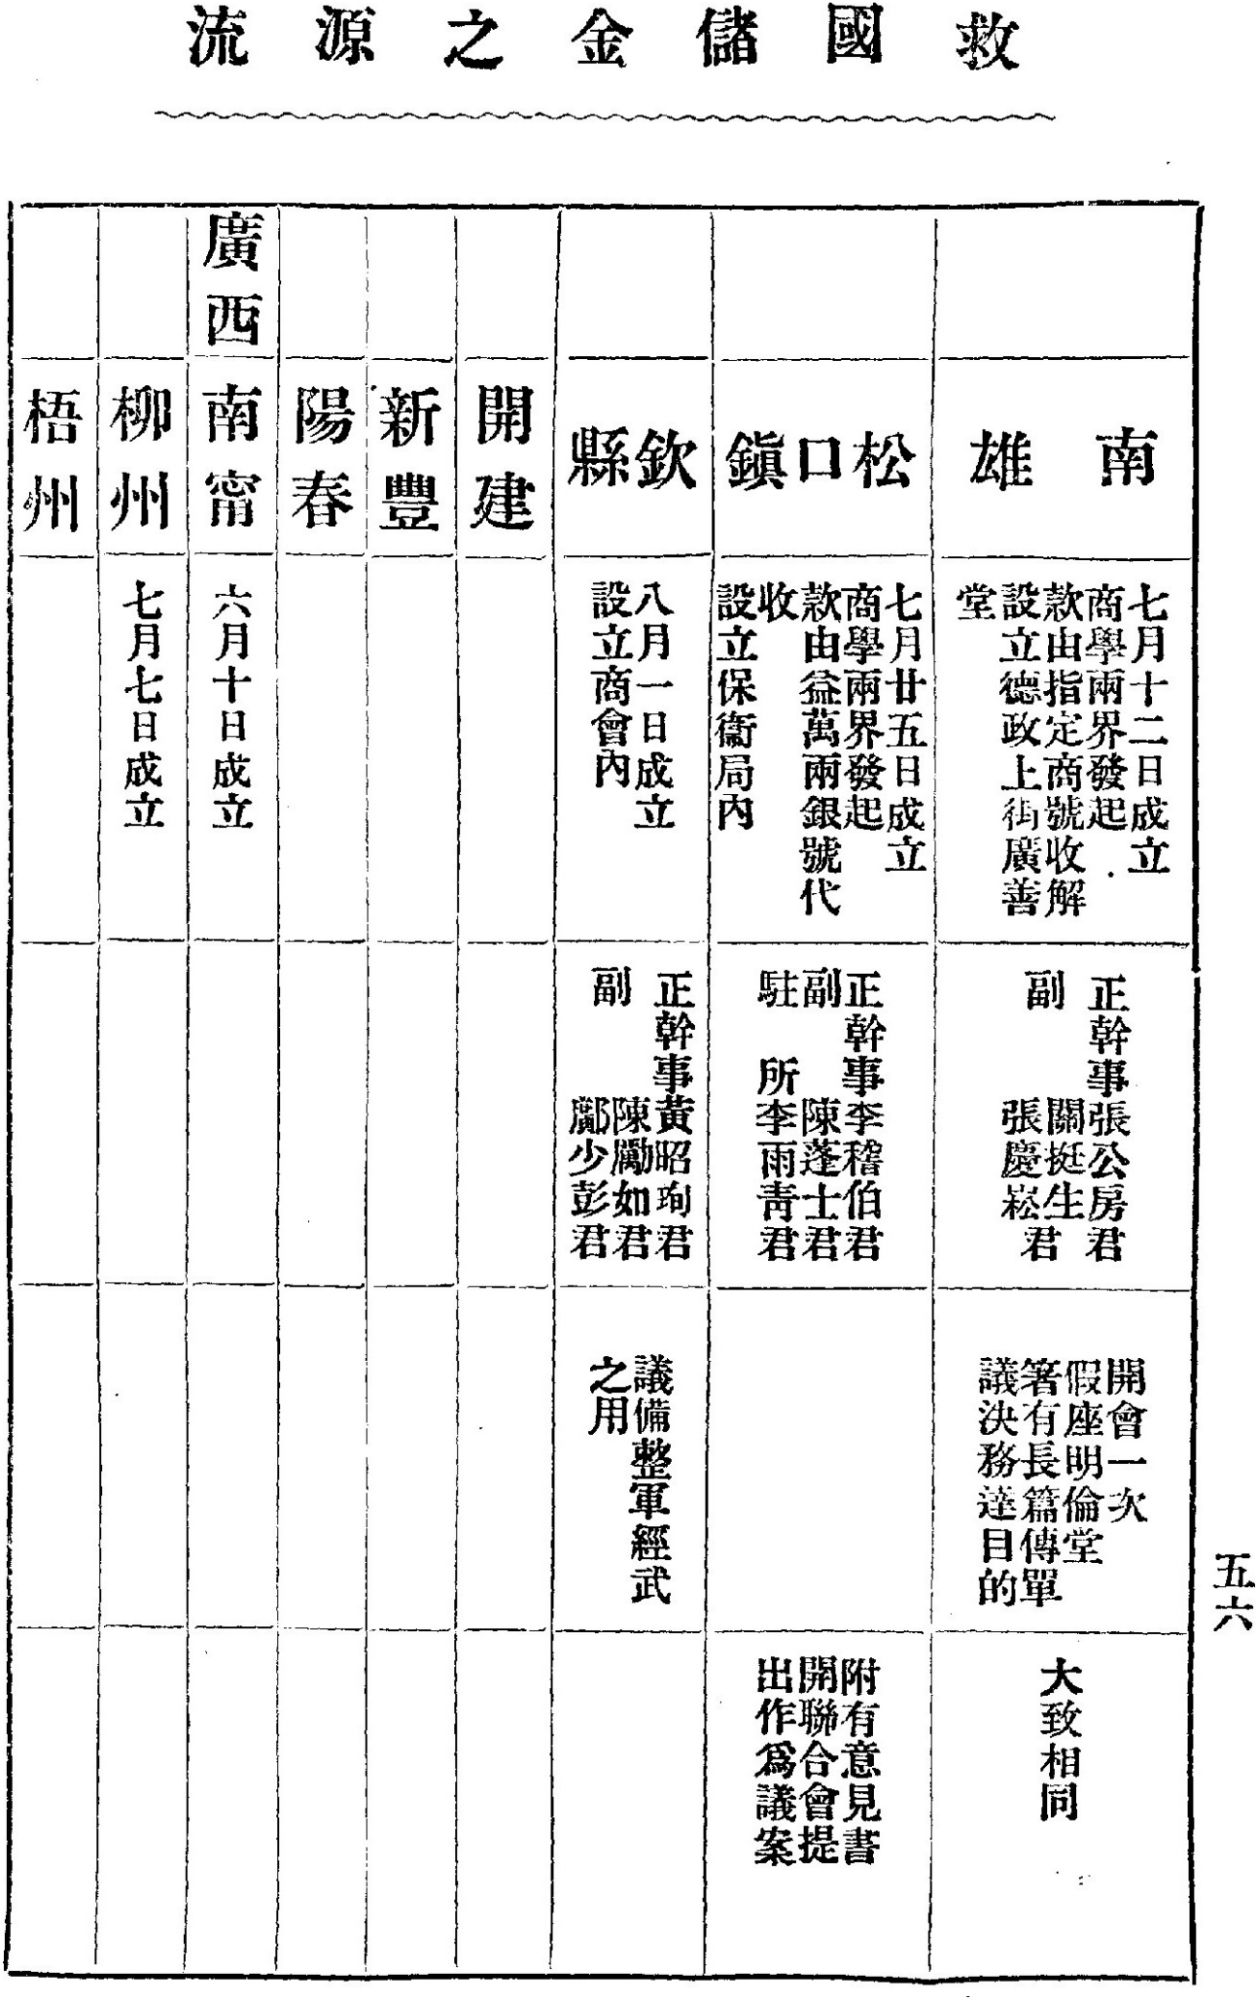 救國儲金之源流
南雄
七月十二日成立
商學兩界發起
款由指定商號收解
設立德政上街廣善
堂
正幹事張公房君
副
關挺生
張慶崧
君
開會一次
假座明倫堂
署有長篇傳單
議決務達目的
大致相同
松口鎮
七月廿五日成立
商學兩界發起
款由益萬兩銀號代
收
設立保衞局內
正幹事李稽伯君
副 陳蓬士君
駐 所李雨青君
附有意見書
開聯合會提
出作爲議案
欽縣
八月一日成立
設立商會內
正幹事黃昭珣君
副
陳勵如君
鄺少彭君
議備整軍經武
之用
開建
新豐
陽春
廣西
南甯
六月十日成立
柳州
七月七日成立
梧州
五六